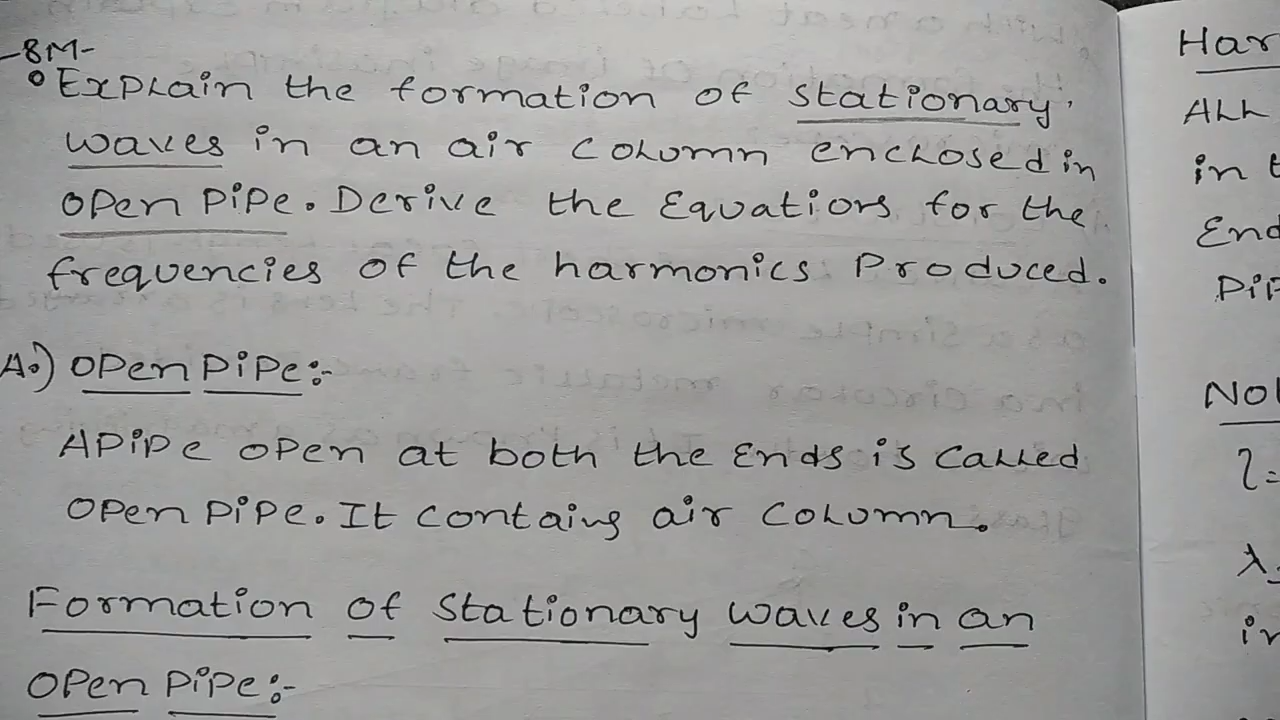 -8M-
Explain the formation of stationary
waves in an air column enclosed in
open pipe. Derive the Equations for the
frequencies of the harmonics Produced.
A.) Open Pipe:-
A Pipe open at both the Ends is called
open pipe. It contains air column.
Formation of stationary waves in an
open pipe:-
Har
All
in t
End
Pip
Not
l=
λ=
in